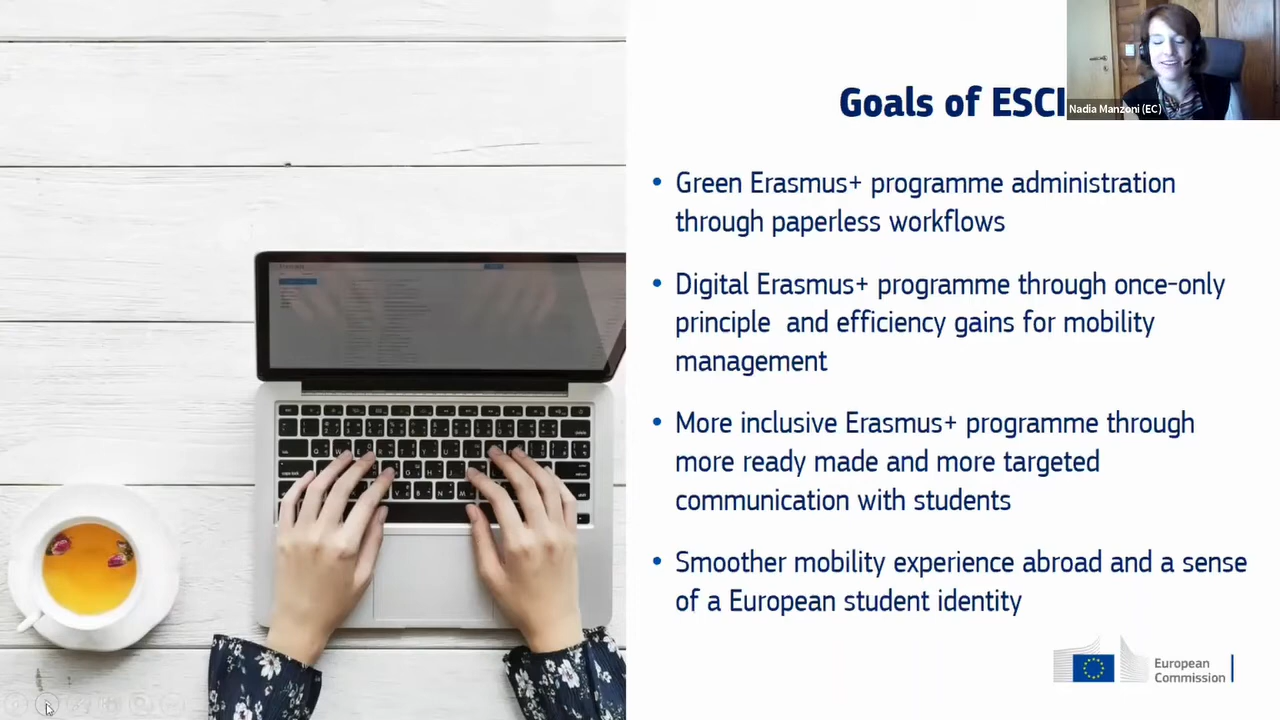 Goals of ESCI
Nadia Manzoni (EC)
• Green Erasmus+ programme administration
through paperless workflows
• Digital Erasmus+ programme through once-only
principle and efficiency gains for mobility
management
• More inclusive Erasmus+ programme through
more ready made and more targeted
communication with students
• Smoother mobility experience abroad and a sense
of a European student identity
European
Commission